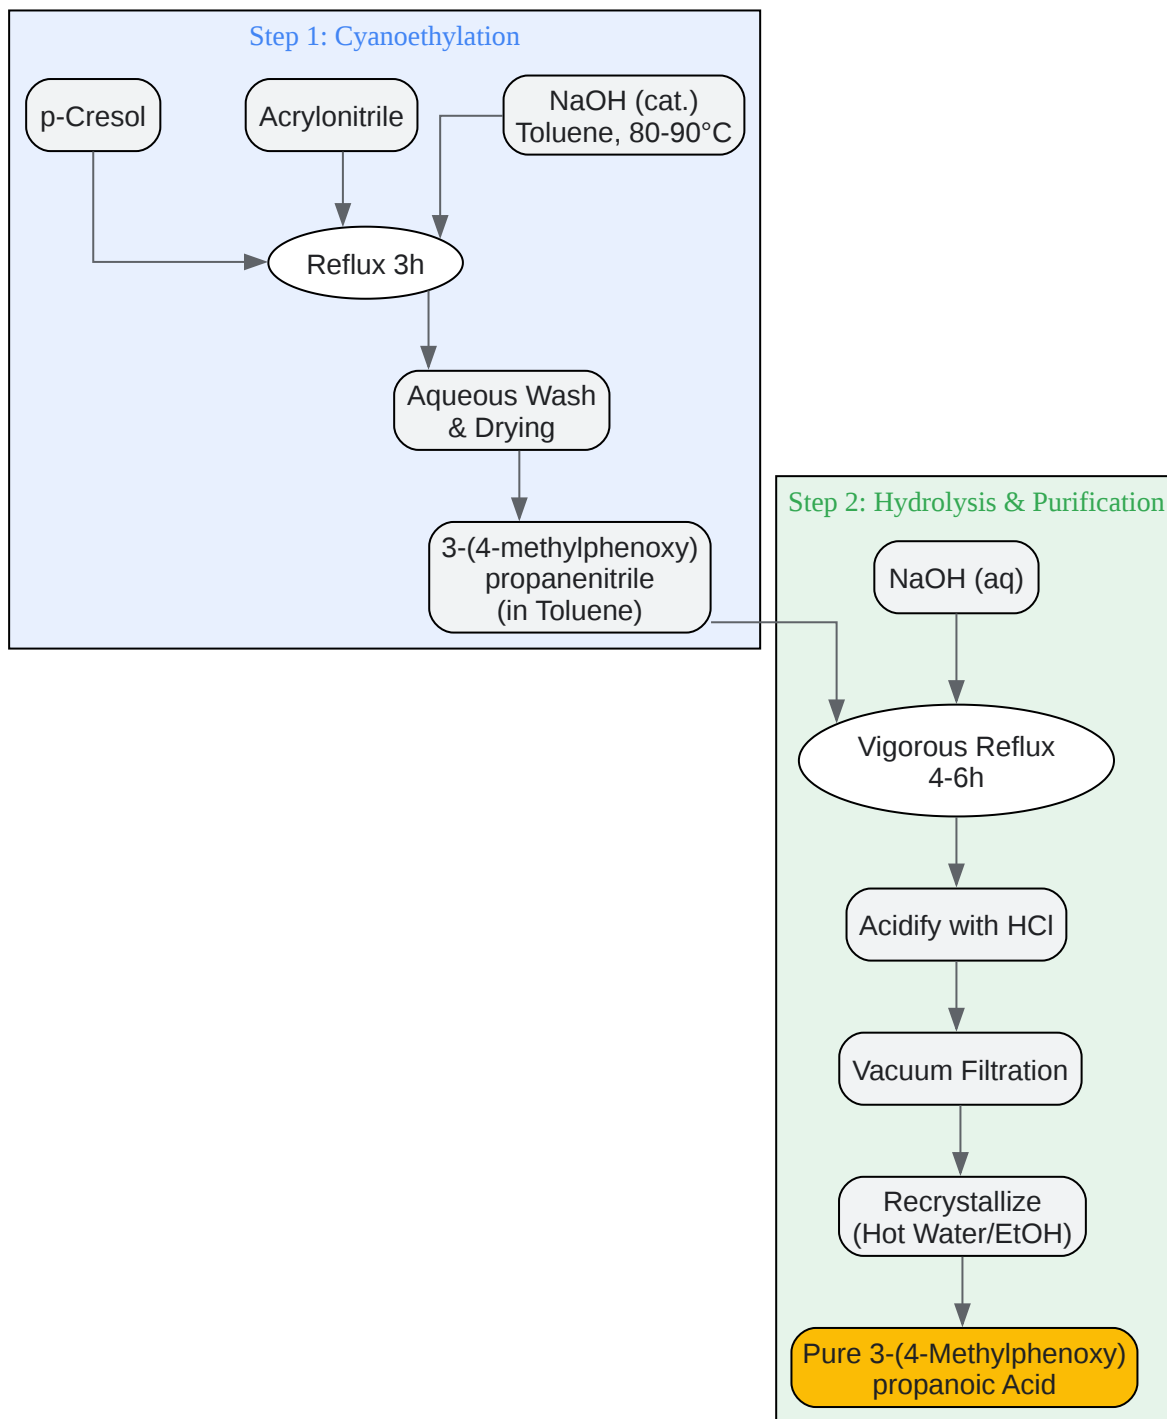 Step 1: Cyanoethylation
p-Cresol
Acrylonitrile
NaOH (cat.)
Toluene, 80-90°C
Reflux 3h
Aqueous Wash
& Drying
3-(4-methylphenoxy)
propanenitrile
(in Toluene)
Step 2: Hydrolysis & Purification
NaOH (aq)
Vigorous Reflux
4-6h
Acidify with HCl
Vacuum Filtration
Recrystallize
(Hot Water/EtOH)
Pure 3-(4-Methylphenoxy)
propanoic Acid